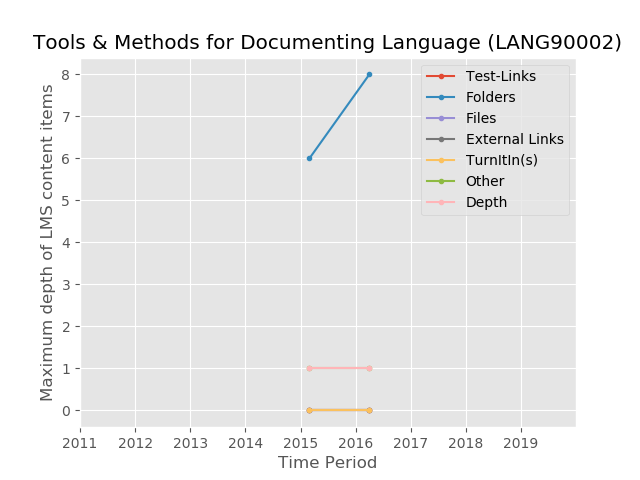 Tools & Methods for Documenting Language (LANG90002)
Maximum depth of LMS content items
8
7
6
5
4
3
2
1
0
Test-Links
Folders
Files
External Links
TurnItIn(s)
Other
Depth
2011 2012 2013 2014 2015 2016 2017 2018 2019
Time Period